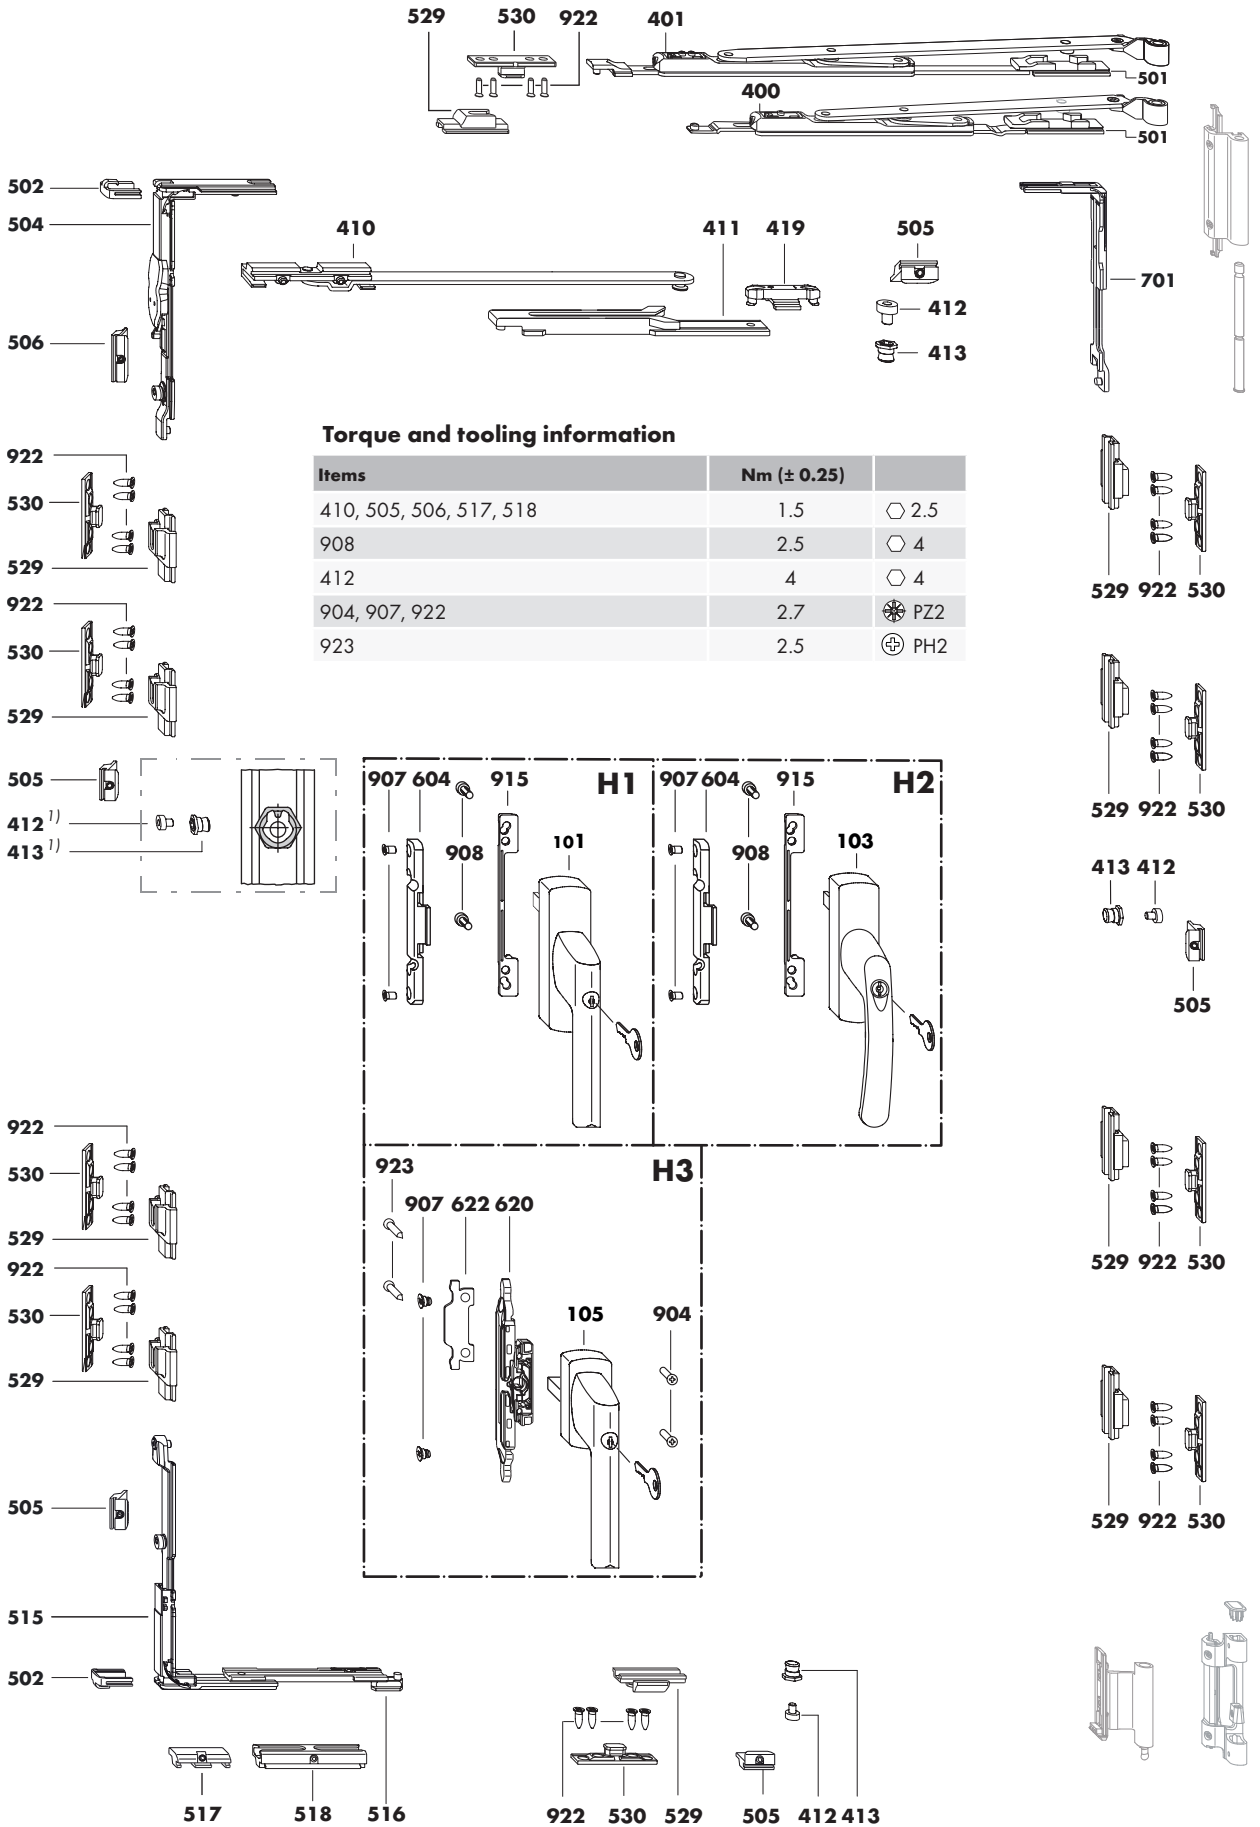 529 530 922 401
501
400
501
502
504
410 411 419 505
701
412
506
413
Torque and tooling information
Items Nm (± 0.25)
410, 505, 506, 517, 518 1.5 2.5
908 2.5 4
412 4 4
904, 907, 922 2.7 PZ2
923 2.5 PH2
922
530
529
529 922 530
922
530
529
505
412 1)
413 1)
907 604 915 H1
908 101
907 604 915 H2
908 103
529 922 530
413 412
505
922
530
529
922
530
529
923 H3
907 622 620
105 904
529 922 530
505
529 922 530
515
502
517 518 516
922 530 529 505 412 413